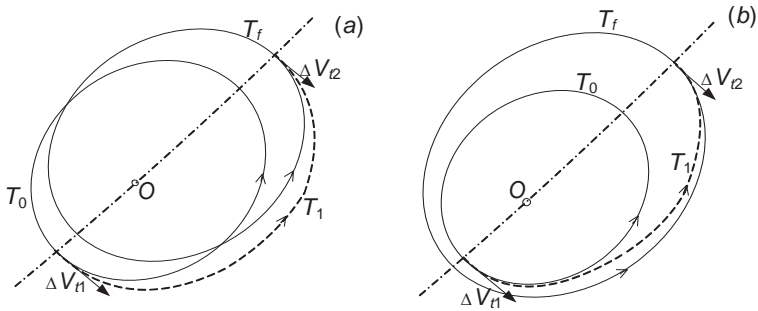 T_f
(a)
ΔV_t2
O
T_0
T_1
ΔV_t1
T_f
(b)
ΔV_t2
T_0
T_1
O
ΔV_t1